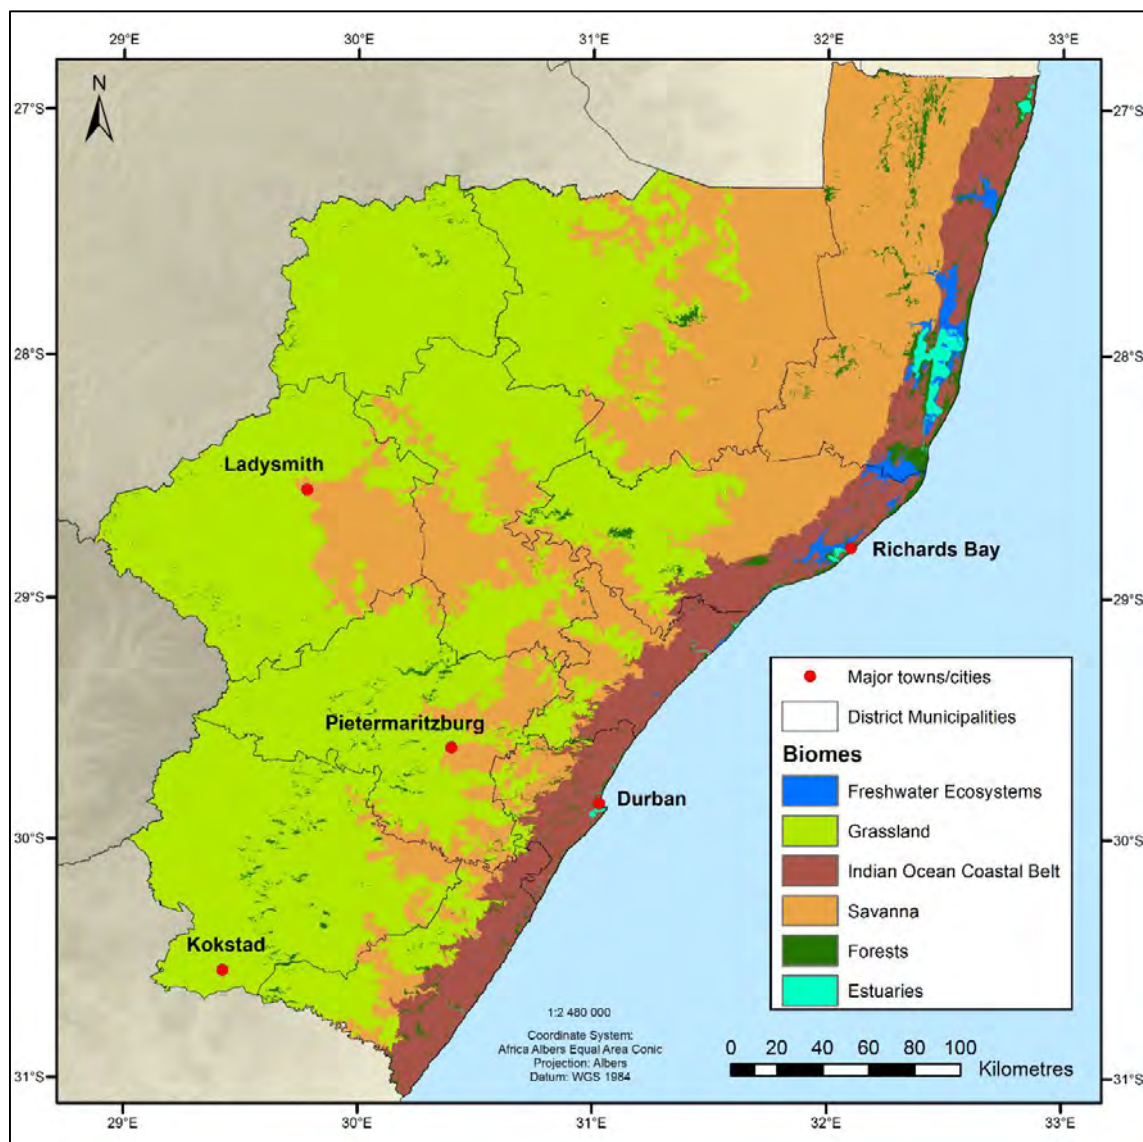 29°E 30°E 31°E 32°E 33°E
N
27°S 27°S
28°S 28°S
Ladysmith
Richards Bay
29°S 29°S
Major towns/cities
Pietermaritzburg
District Municipalities
Biomes
Durban
Freshwater Ecosystems
Grassland
30°S 30°S
Indian Ocean Coastal Belt
Savanna
Kokstad
Forests
Estuaries
1:2 480 000
Coordinate System:
Africa Albers Equal Area Conic
Projection: Albers
Datum: WGS 1984
0 20 40 60 80 100
Kilometres
31°S 31°S
29°E 30°E 31°E 32°E 33°E